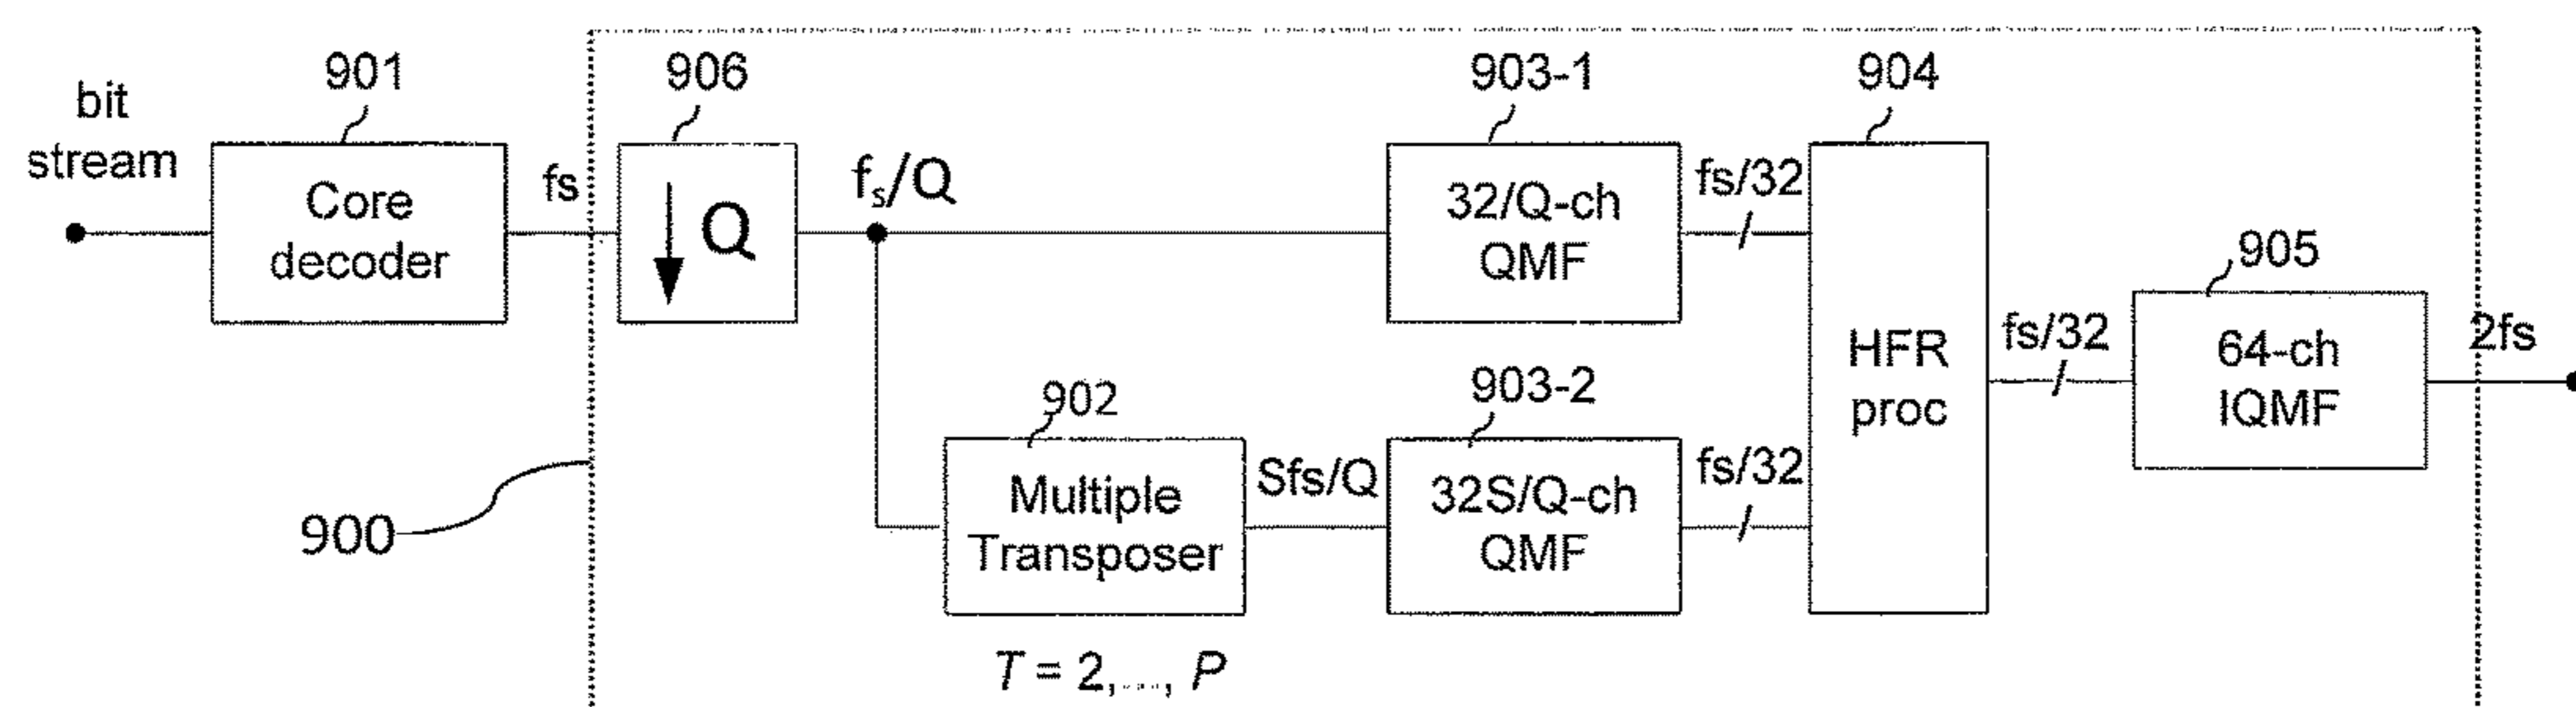 901
906
903-1
904
bit
stream
Core
decoder
fs
Q
fs/Q
32/Q-ch
QMF
fs/32
905
HFR
proc
fs/32
64-ch
IQMF
2fs
902
903-2
Multiple
Transposer
Sfs/Q
32S/Q-ch
QMF
fs/32
900
T = 2,...., P